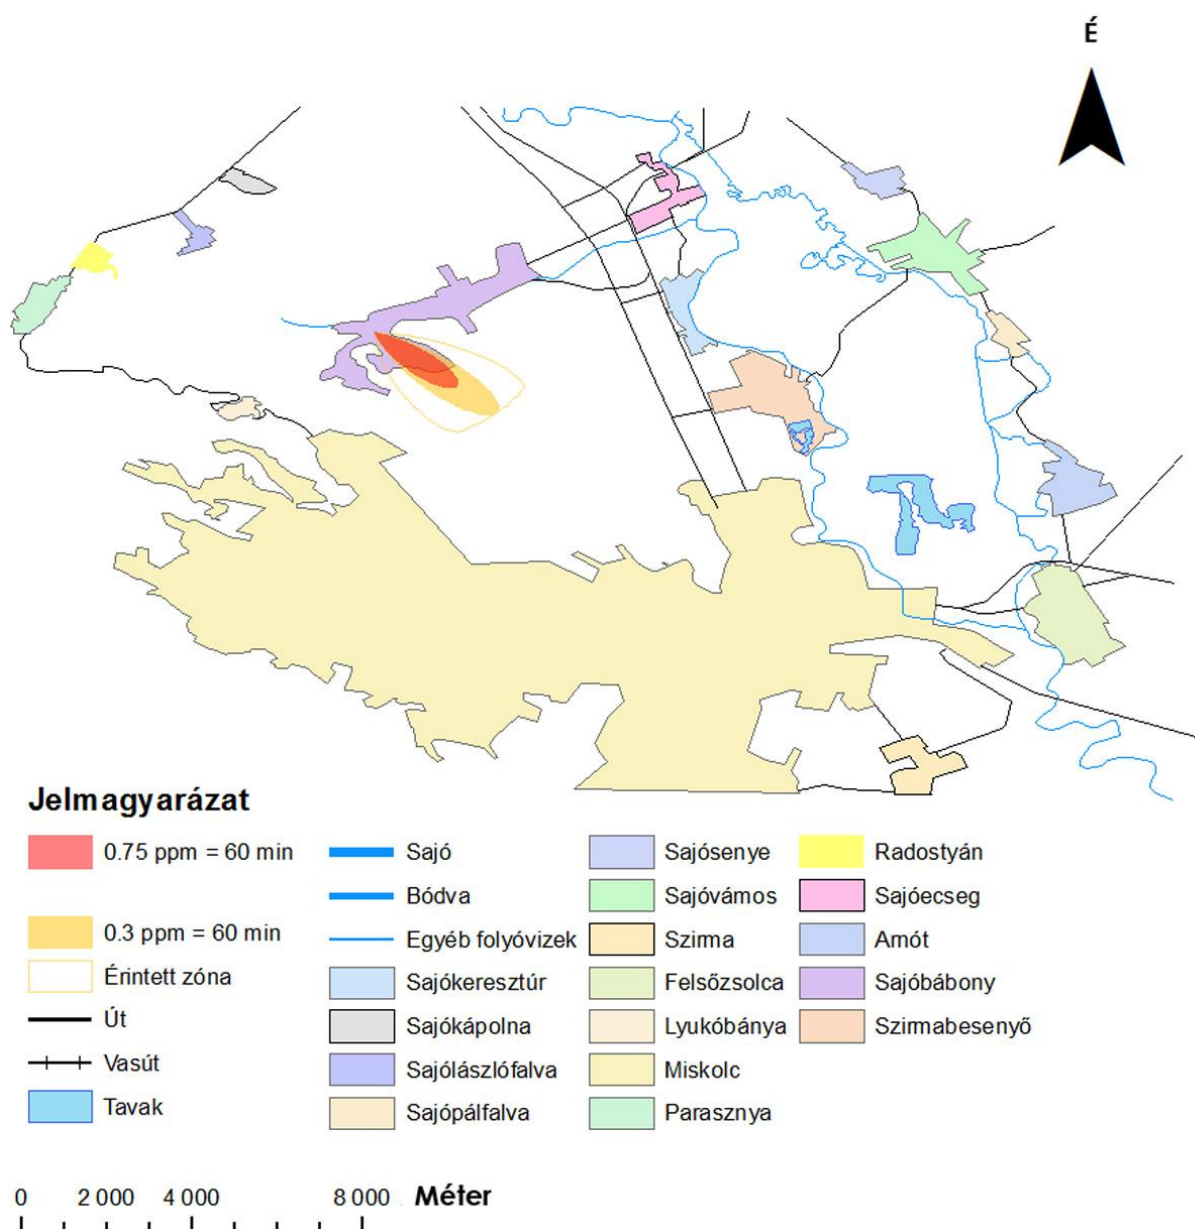 É
Jelmagyarázat
0.75 ppm = 60 min
0.3 ppm = 60 min
Érintett zóna
Út
Vasút
Tavak
Sajó
Bódva
Egyéb folyóvizek
Sajókeresztúr
Sajókápolna
Sajólászlófalva
Sajópálfalva
Sajósenye
Sajóvámos
Szirma
Felsőzsolca
Lyukóbánya
Miskolc
Parasznya
Radostyán
Sajóecseg
Arnót
Sajóbábony
Szirmabesenyő
0 2 000 4 000 8 000 Méter